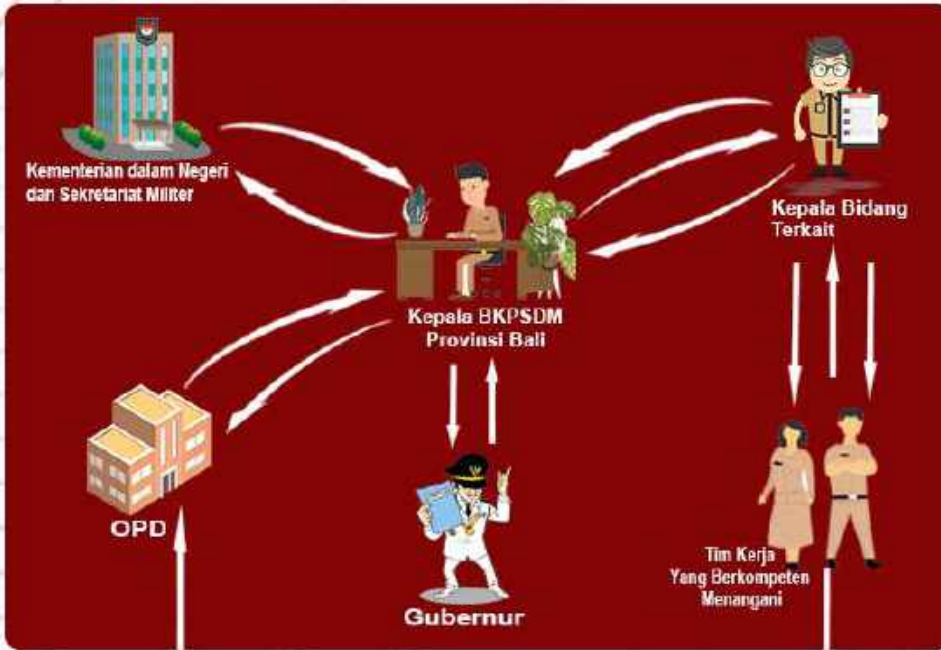 Kementerian dalam Negeri
dan Sekretariat Militer
Kepala Bidang
Terkait
Kepala BKPSDM
Provinsi Bali
OPD
Gubernur
Tim Kerja
Yang Berkompeten
Menangani